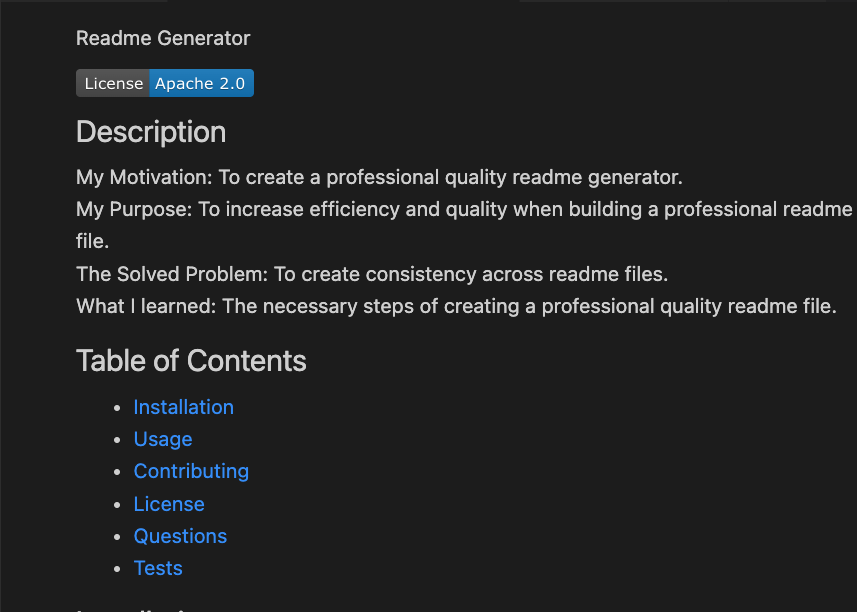 Readme Generator
License Apache 2.0
Description
My Motivation: To create a professional quality readme generator.
My Purpose: To increase efficiency and quality when building a professional readme
file.
The Solved Problem: To create consistency across readme files.
What I learned: The necessary steps of creating a professional quality readme file.
Table of Contents
Installation
Usage
Contributing
License
Questions
Tests